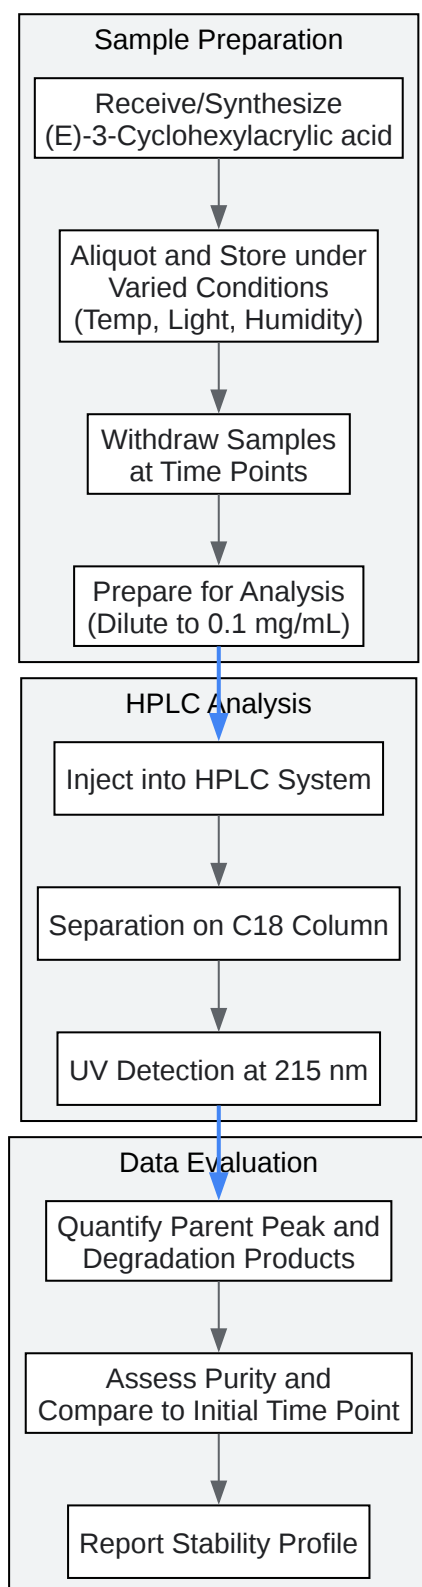 Sample Preparation
Receive/Synthesize
(E)-3-Cyclohexylacrylic acid
Aliquot and Store under
Varied Conditions
(Temp, Light, Humidity)
Withdraw Samples
at Time Points
Prepare for Analysis
(Dilute to 0.1 mg/mL)
HPLC Analysis
Inject into HPLC System
Separation on C18 Column
UV Detection at 215 nm
Data Evaluation
Quantify Parent Peak and
Degradation Products
Assess Purity and
Compare to Initial Time Point
Report Stability Profile